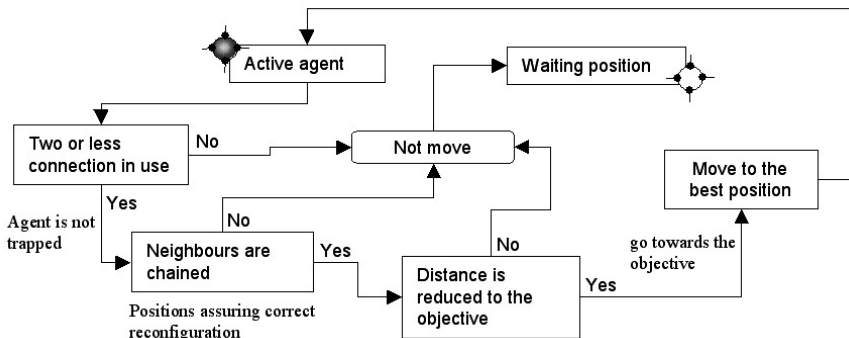 Active agent
Waiting position
Two or less
connection in use
No
Not move
Move to the
best position
Yes
Agent is not
trapped
No
Neighbours are
chained
Yes
No
go towards the
objective
Distance is
reduced to the
objective
Yes
Positions assuring correct
reconfiguration